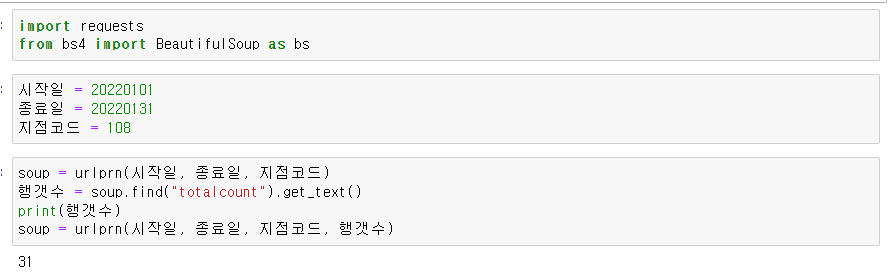 : import requests
from bs4 import BeautifulSoup as bs
: 시작일 = 20220101
종료일 = 20220131
지점코드 = 108
: soup = urlprn(시작일, 종료일, 지점코드)
행갯수 = soup.find("totalcount").get_text()
print(행갯수)
soup = urlprn(시작일, 종료일, 지점코드, 행갯수)
31